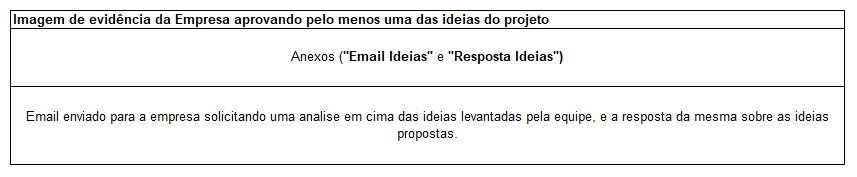 Imagem de evidência da Empresa aprovando pelo menos uma das ideias do projeto
Anexos ("Email Ideias" e "Resposta Ideias")
Email enviado para a empresa solicitando uma analise em cima das ideias levantadas pela equipe, e a resposta da mesma sobre as ideias
propostas.